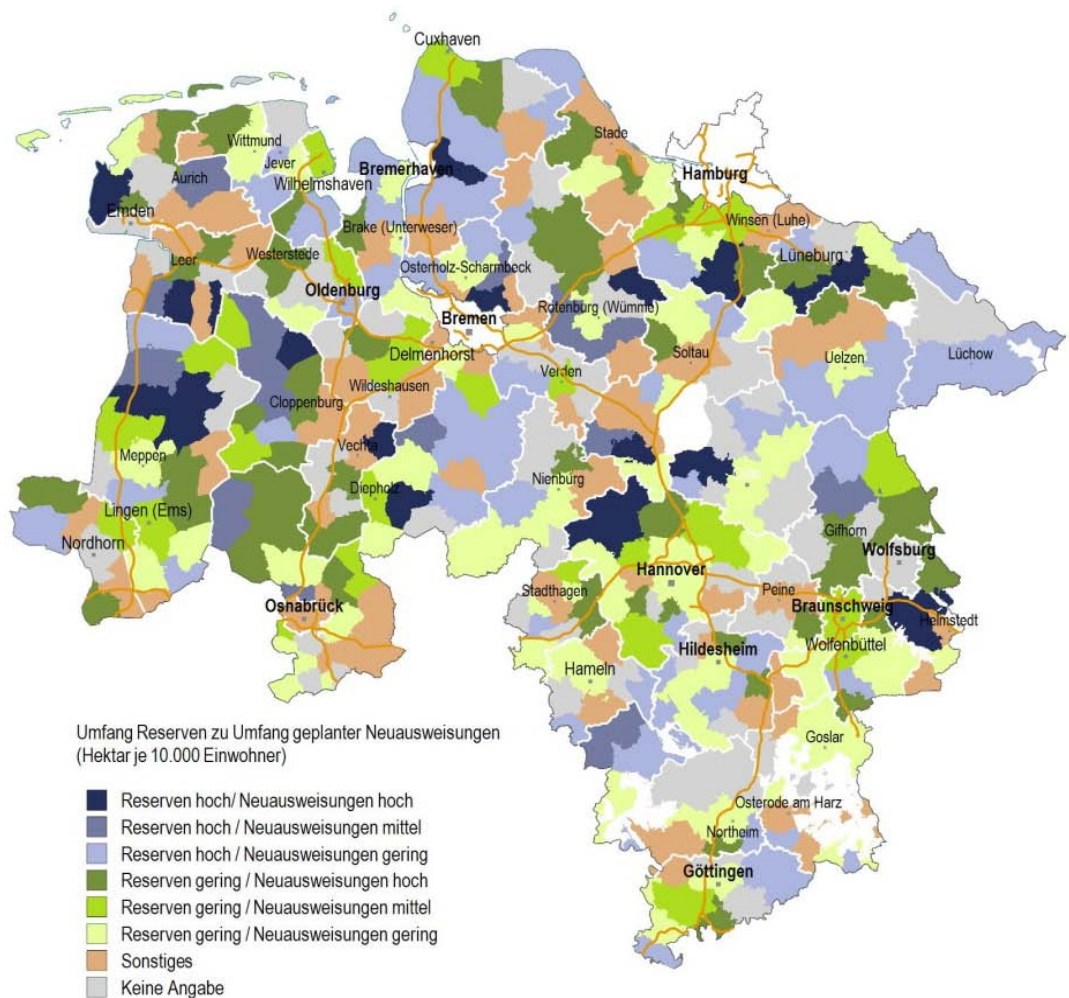 Cuxhaven
Stade
Wittmund
Jever
Bremerhaven
Hamburg
Aurich
Wilhelmshaven
Emden
Brake (Unterweser)
Winsen (Luhe)
Leer
Westerstede
Osterholz-Scharmbeck
Lüneburg
Oldenburg
Rotenburg (Wümme)
Bremen
Delmenhorst
Soltau
Uelzen
Lüchow
Verden
Wildeshausen
Cloppenburg
Vechta
Meppen
Nienburg
Diepholz
Lingen (Ems)
Gifhorn
Nordhorn
Wolfsburg
Hannover
Stadthagen
Peine
Osnabrück
Braunschweig
Helmstedt
Hildesheim
Wolfenbüttel
Hameln
Goslar
Osterode am Harz
Northeim
Göttingen
Umfang Reserven zu Umfang geplanter Neuausweisungen
(Hektar je 10.000 Einwohner)
Reserven hoch/ Neuausweisungen hoch
Reserven hoch / Neuausweisungen mittel
Reserven hoch / Neuausweisungen gering
Reserven gering / Neuausweisungen hoch
Reserven gering / Neuausweisungen mittel
Reserven gering / Neuausweisungen gering
Sonstiges
Keine Angabe